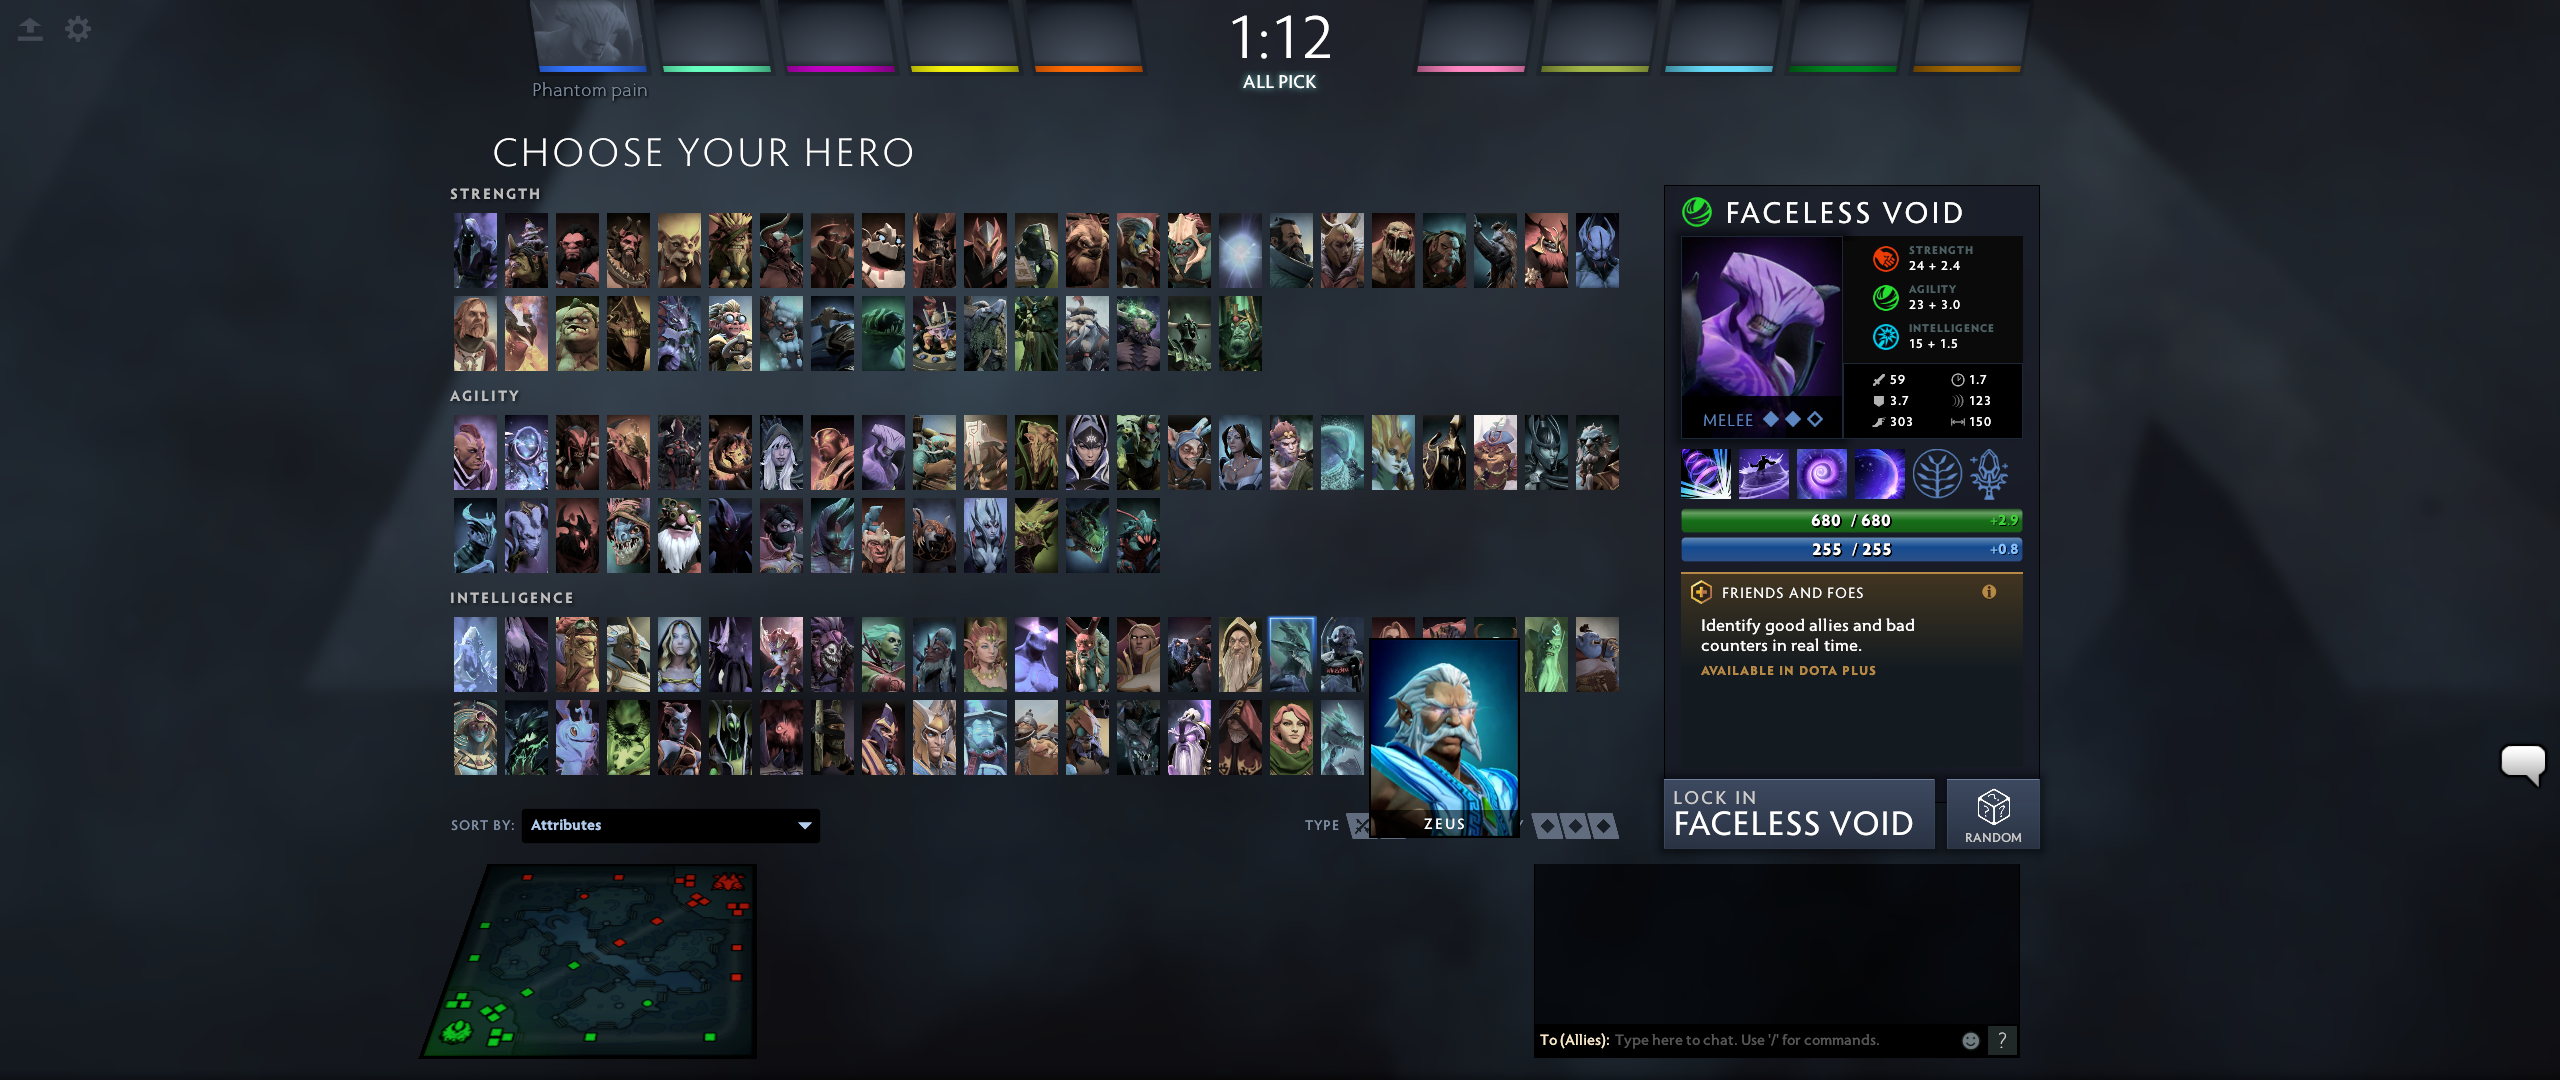 1:12
ALL PICK
Phantom pain
CHOOSE YOUR HERO
STRENGTH
AGILITY
INTELLIGENCE
FACELESS VOID
STRENGTH
24 + 2.4
AGILITY
23 + 3.0
INTELLIGENCE
15 + 1.5
59 1.7
3.7 123
303 150
MELEE
680 / 680 +2.9
255 / 255 +0.8
FRIENDS AND FOES
Identify good allies and bad
counters in real time.
AVAILABLE IN DOTA PLUS
LOCK IN
FACELESS VOID
RANDOM
SORT BY: Attributes
TYPE
ZEUS
To (Allies): Type here to chat. Use '/' for commands.
?